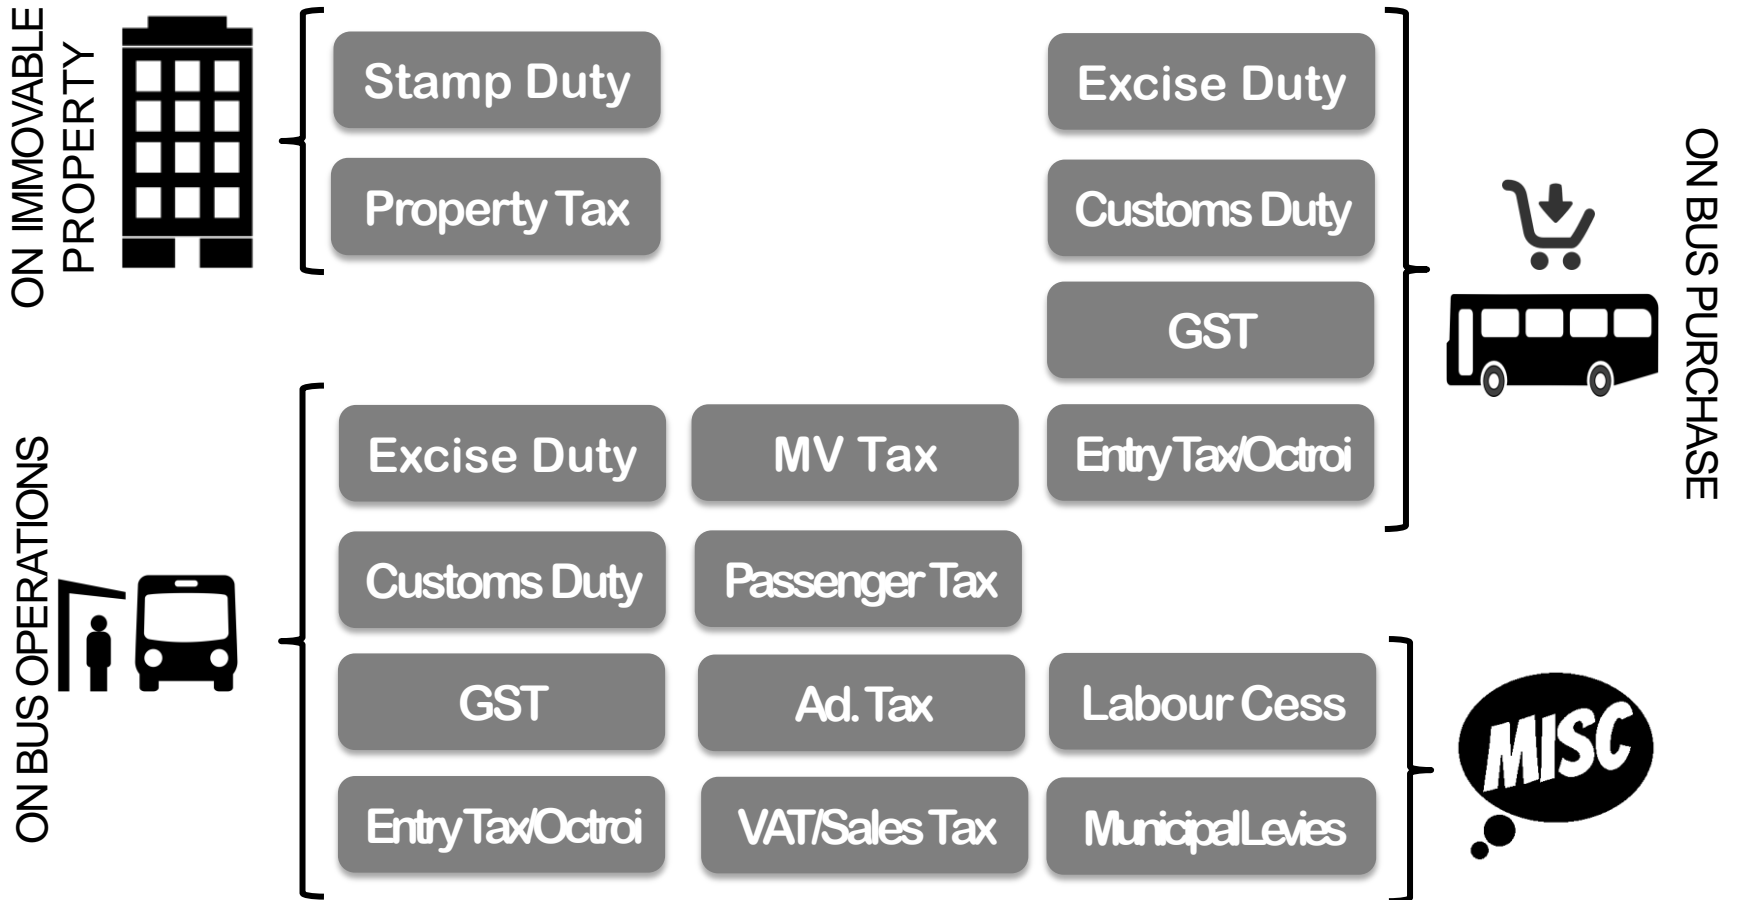 ON IMMOVABLE
PROPERTY
Stamp Duty
Property Tax
Excise Duty
Customs Duty
GST
Entry Tax/Octroi
ON BUS PURCHASE
ON BUS OPERATIONS
Excise Duty
MV Tax
Customs Duty
Passenger Tax
GST
Ad. Tax
Entry Tax/Octroi
VAT/Sales Tax
Labour Cess
Municipal Levies
MISC